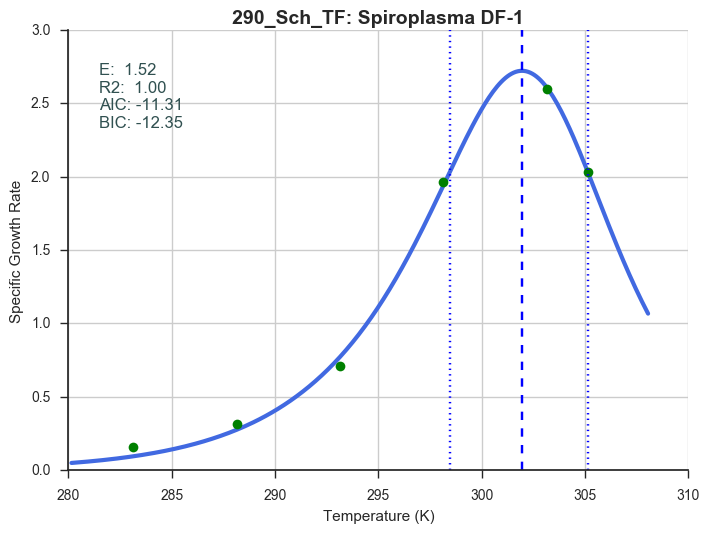 290_Sch_TF: Spiroplasma DF-1
E:  1.52
R2:  1.00
AIC: -11.31
BIC: -12.35
Specific Growth Rate
3.0
2.5
2.0
1.5
1.0
0.5
0.0
280 285 290 295 300 305 310
Temperature (K)